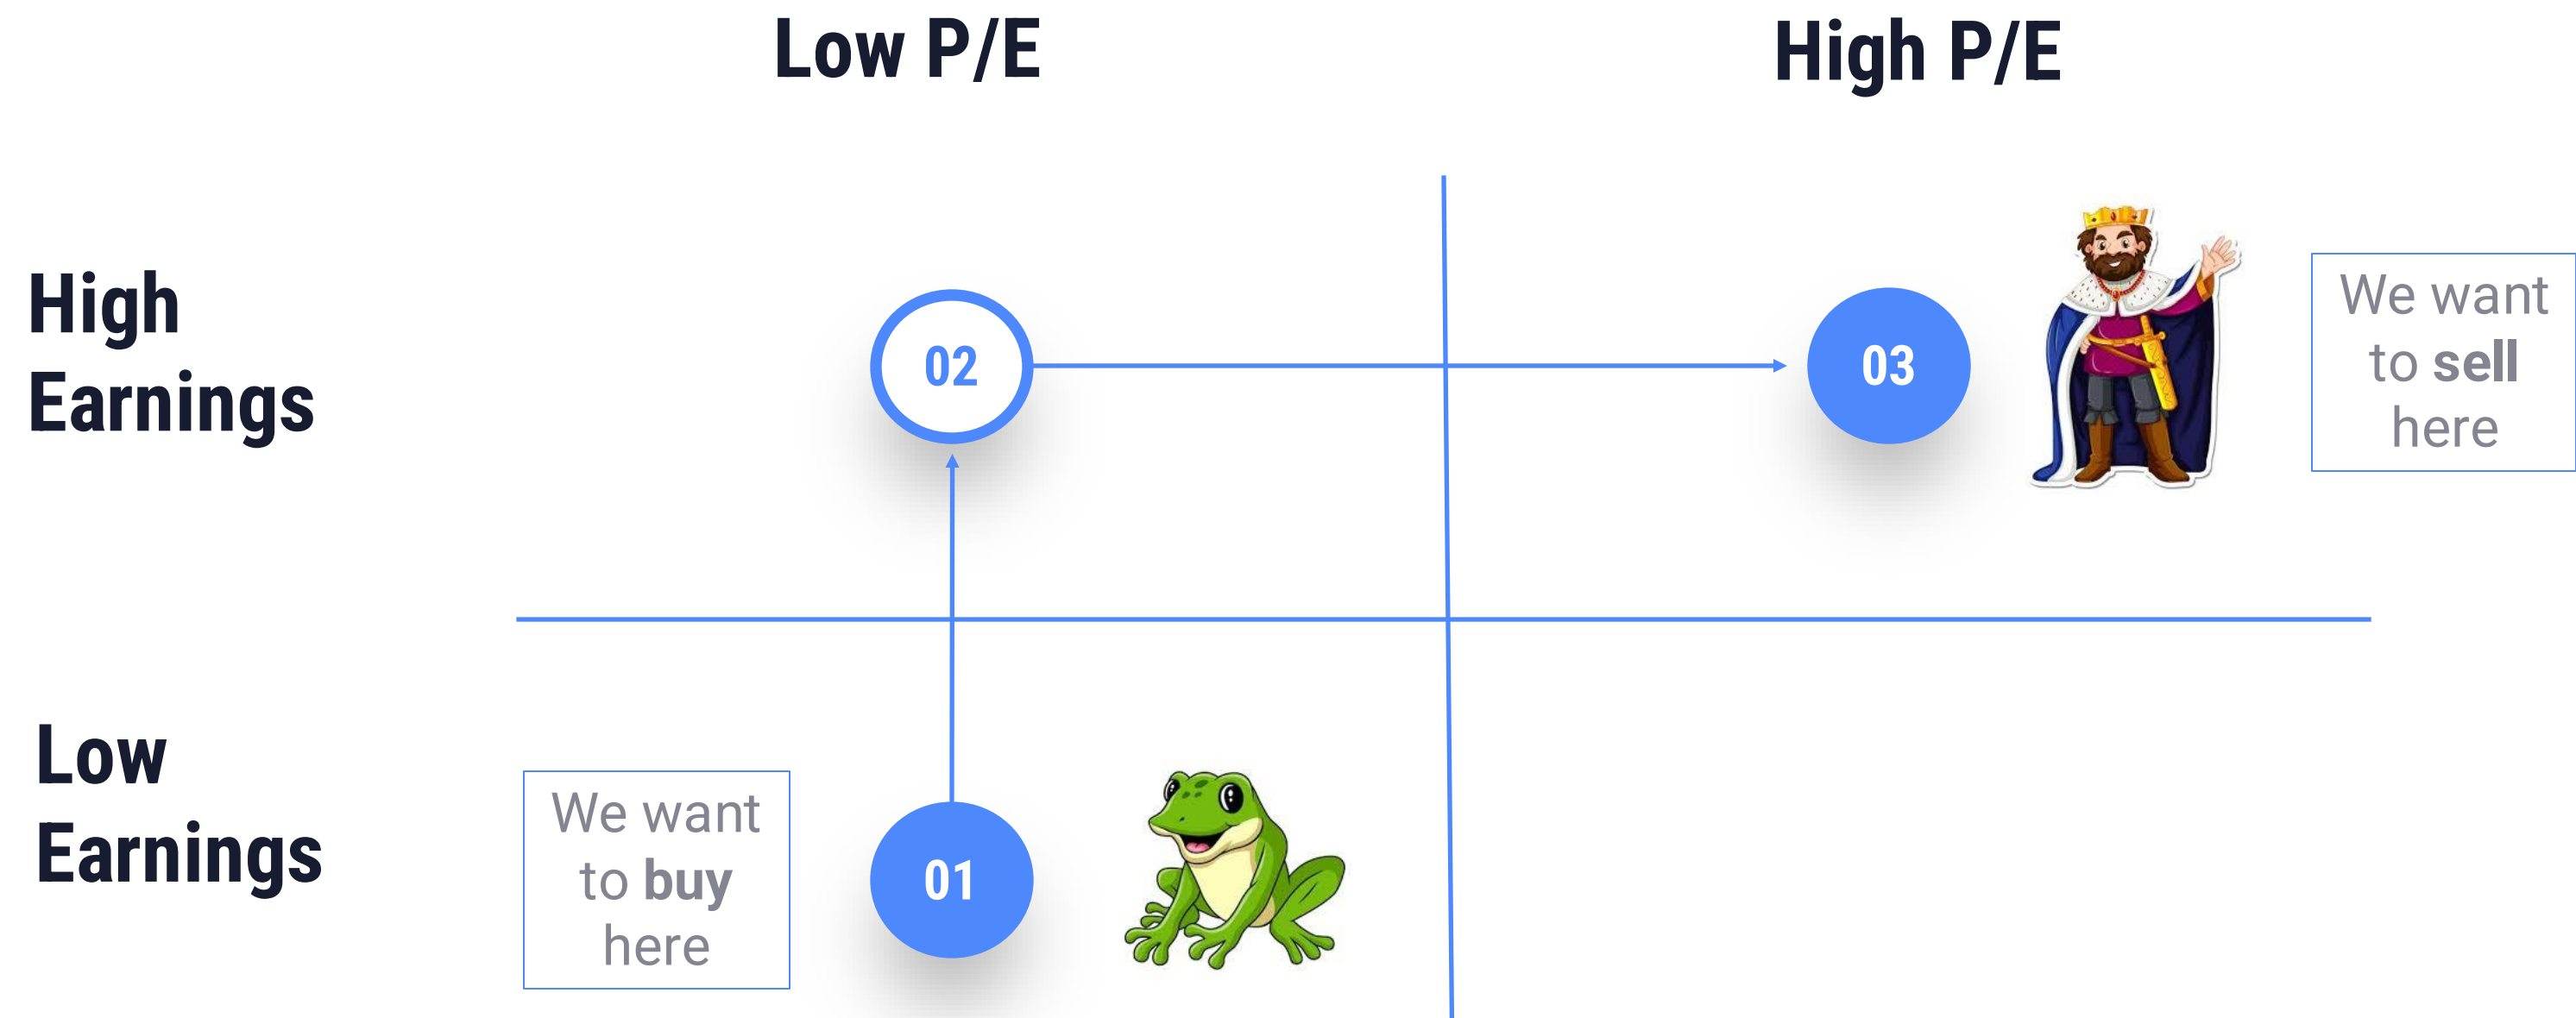 Low P/E
High P/E
High
Earnings
02
03
We want
to sell
here
Low
Earnings
We want
to buy
here
01